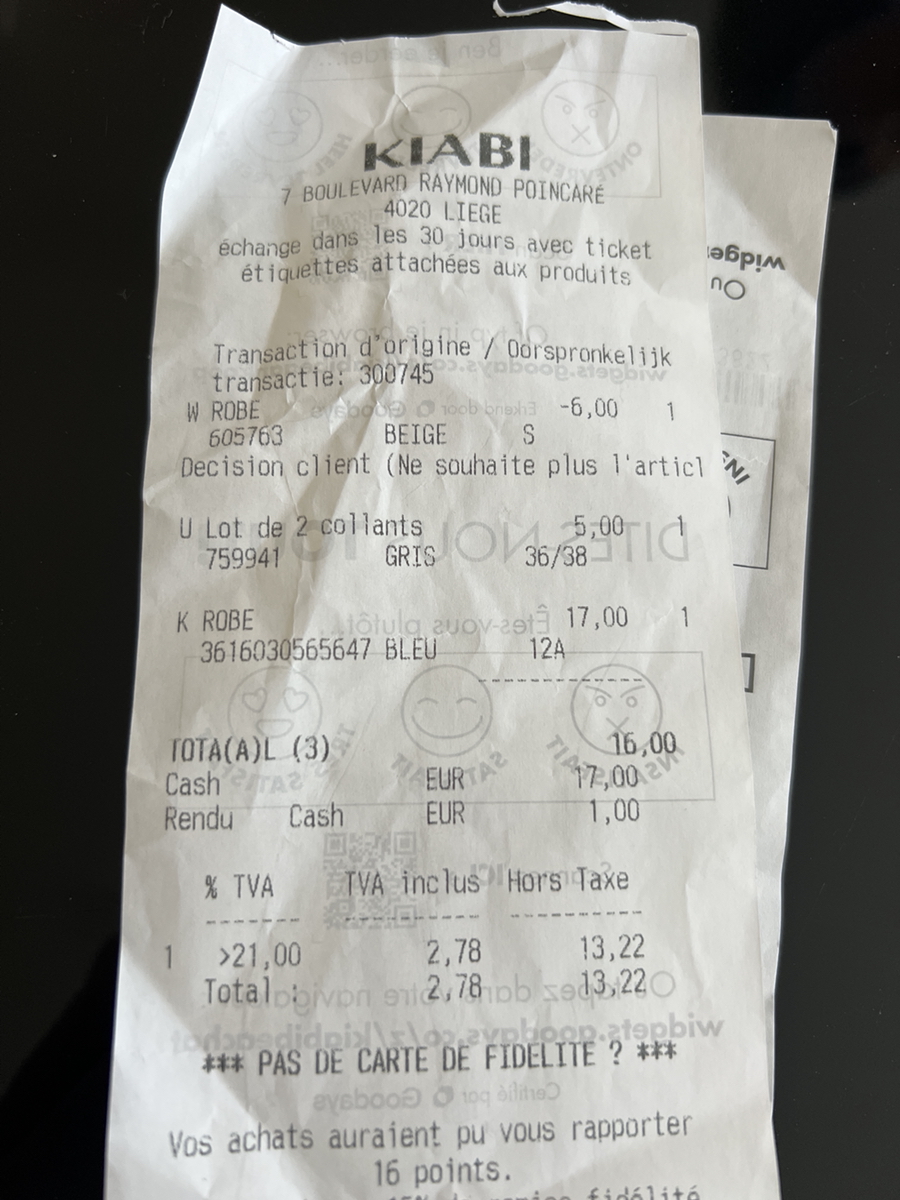 KIABI
7 BOULEVARD RAYMOND POINCARÉ
4020 LIEGE
échange dans les 30 jours avec ticket
étiquettes attachées aux produits
Transaction d'origine / Oorspronkelijk
transactie: 300745
W ROBE -6,00 1
605763 BEIGE S
Decision client (Ne souhaite plus l'articl
U Lot de 2 collants 5,00 1
759941 GRIS 36/38
K ROBE 17,00 1
3616030565647 BLEU 12A
------------------
TOTA(A)L (3) 16,00
Cash EUR 17,00
Rendu Cash EUR 1,00
% TVA TVA inclus Hors Taxe
---------- -------------- --------------
1 >21,00 2,78 13,22
Total : 2,78 13,22
*** PAS DE CARTE DE FIDELITE ? ***
Vos achats auraient pu vous rapporter
16 points.
fidélité
widge
Ou